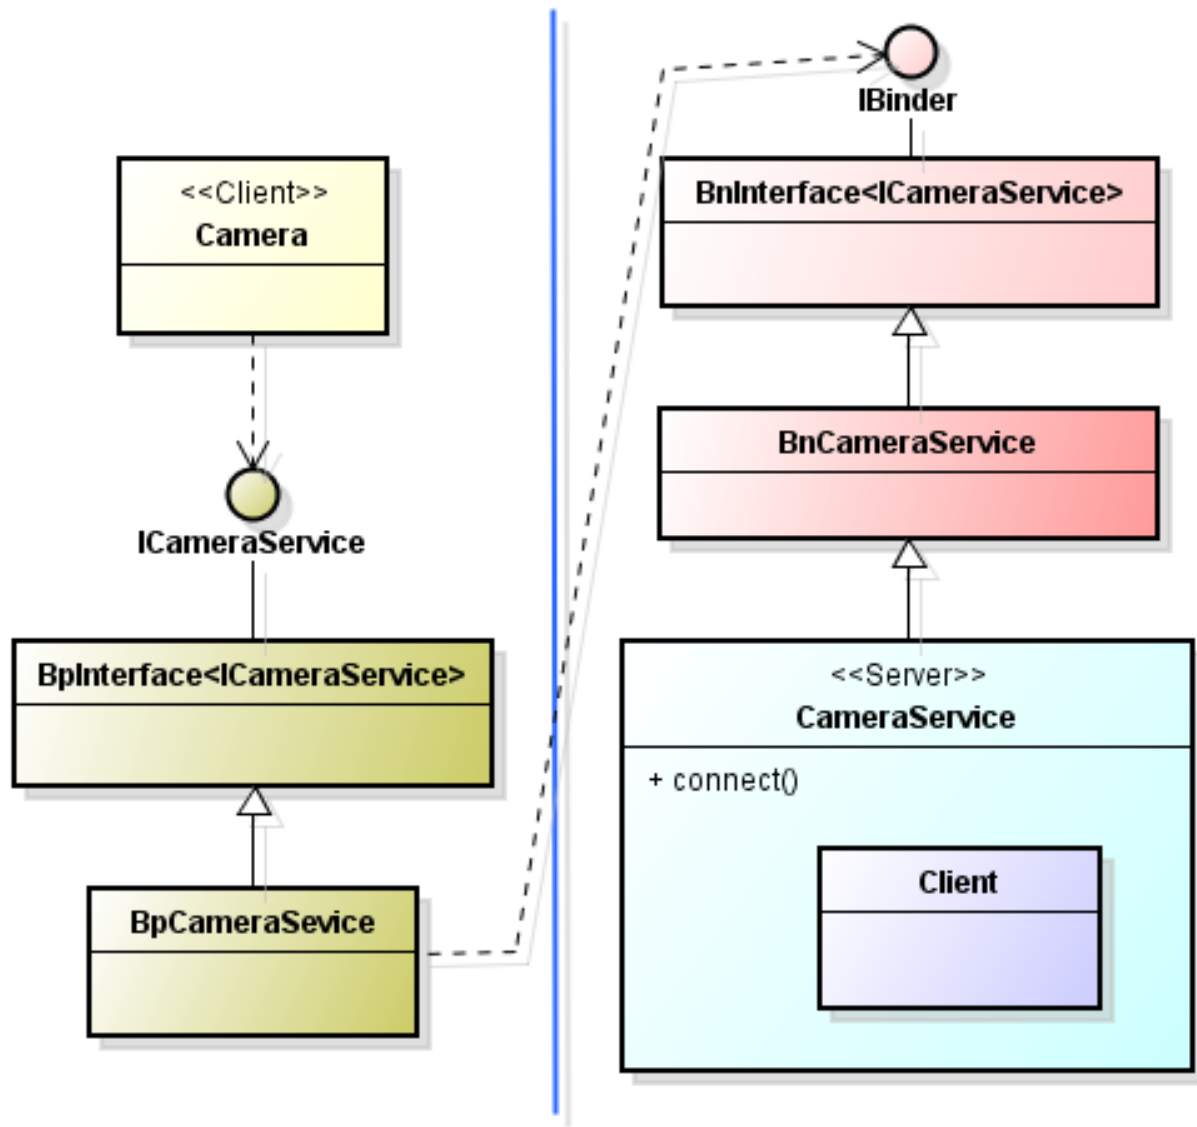 <<Client>>
Camera
ICameraService
BpInterface<ICameraService>
BpCameraSevice
IBinder
BnInterface<ICameraService>
BnCameraService
<<Server>>
CameraService
+ connect()
Client